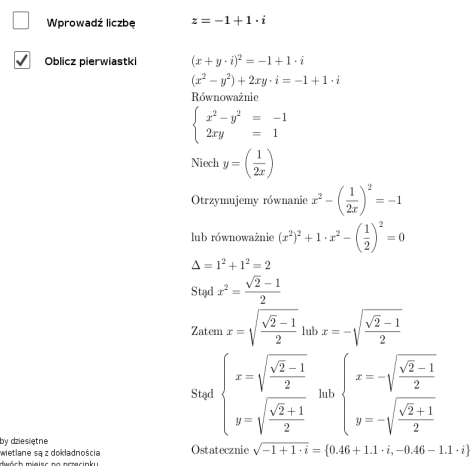 Wprowadź liczbę z = −1 + 1 · i
Oblicz pierwiastki (x + y · i)² = −1 + 1 · i
(x² − y²) + 2xy · i = −1 + 1 · i
Równoważnie
{ x² − y² = −1
2xy = 1
Niech y = (1/(2x))
Otrzymujemy równanie x² − (1/(2x))² = −1
lub równoważnie (x²)² + 1 · x² − (1/2)² = 0
Δ = 1² + 1² = 2
Stąd x² = (√2 − 1)/2
Zatem x = √((√2 − 1)/2) lub x = −√((√2 − 1)/2)
Stąd { x = √((√2 − 1)/2) y = √((√2 + 1)/2) lub { x = −√((√2 − 1)/2) y = −√((√2 + 1)/2)
Ostatecznie √(−1 + 1 · i) = {0.46 + 1.1 · i, −0.46 − 1.1 · i}
by dziesiętne
wietlane są z dokładnością
dwóch miejsc po przecinku